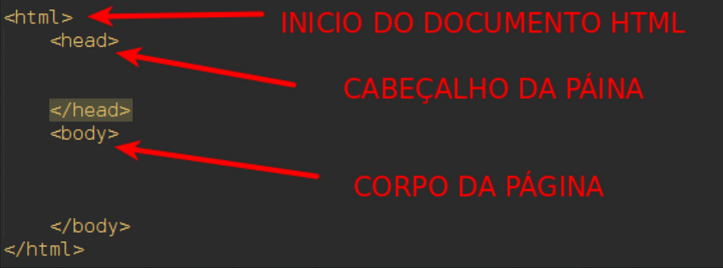 <html> INICIO DO DOCUMENTO HTML
<head>
CABEÇALHO DA PÁINA
</head>
<body>
CORPO DA PÁGINA
</body>
</html>